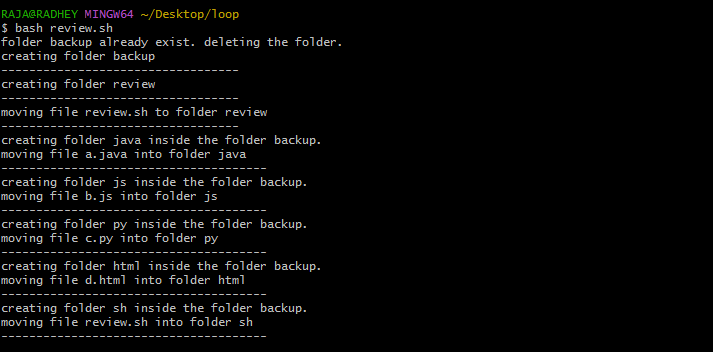 RAJA@RADHEY MINGW64 ~/Desktop/loop
$ bash review.sh
folder backup already exist. deleting the folder.
creating folder backup
----------------------------------
creating folder review
----------------------------------
moving file review.sh to folder review
----------------------------------
creating folder java inside the folder backup.
moving file a.java into folder java
--------------------------------------
creating folder js inside the folder backup.
moving file b.js into folder js
--------------------------------------
creating folder py inside the folder backup.
moving file c.py into folder py
--------------------------------------
creating folder html inside the folder backup.
moving file d.html into folder html
--------------------------------------
creating folder sh inside the folder backup.
moving file review.sh into folder sh
--------------------------------------